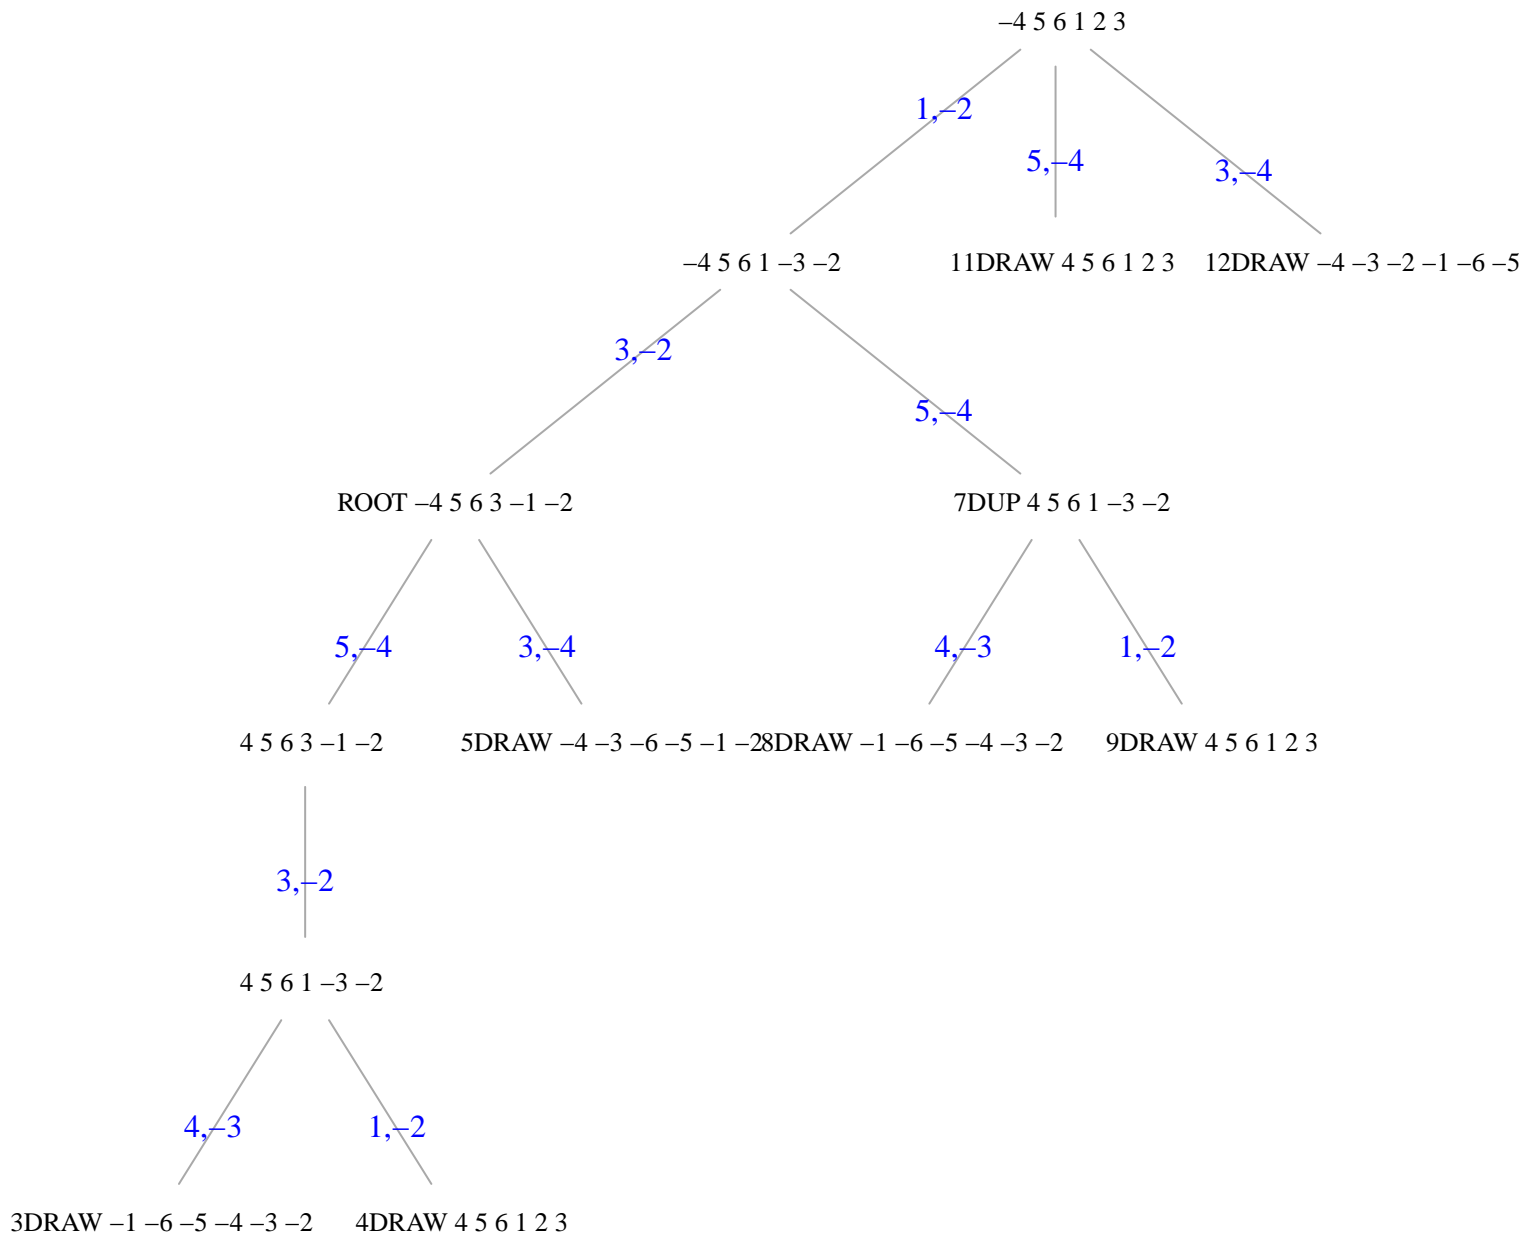 –4 5 6 1 2 3
1,–2
5,–4
3,–4
–4 5 6 1 –3 –2
11DRAW 4 5 6 1 2 3
12DRAW –4 –3 –2 –1 –6 –5
3,–2
5,–4
ROOT –4 5 6 3 –1 –2
7DUP 4 5 6 1 –3 –2
5,–4
3,–4
4,–3
1,–2
4 5 6 3 –1 –2
5DRAW –4 –3 –6 –5 –1 –2
8DRAW –1 –6 –5 –4 –3 –2
9DRAW 4 5 6 1 2 3
3,–2
4 5 6 1 –3 –2
4,–3
1,–2
3DRAW –1 –6 –5 –4 –3 –2
4DRAW 4 5 6 1 2 3